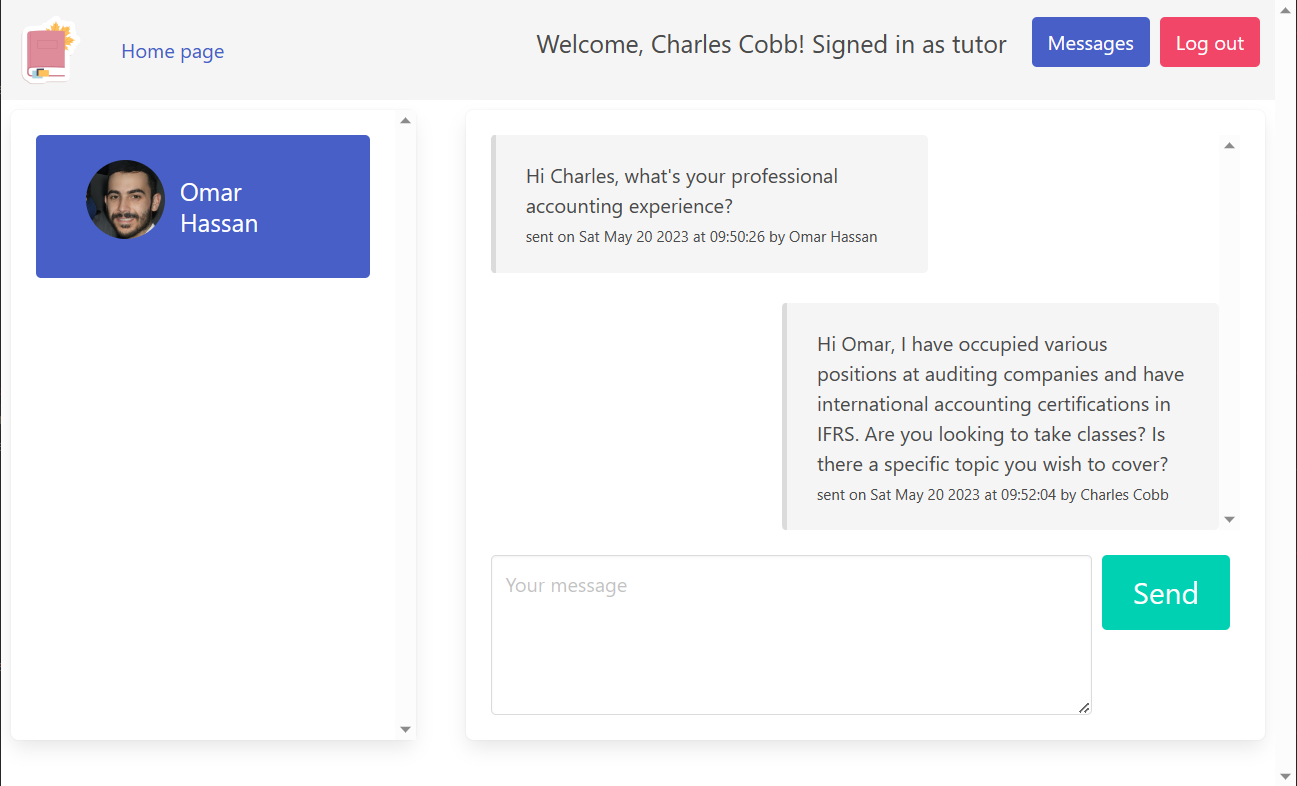 Home page
Welcome, Charles Cobb! Signed in as tutor
Messages
Log out
Omar
Hassan
Hi Charles, what's your professional
accounting experience?
sent on Sat May 20 2023 at 09:50:26 by Omar Hassan
Hi Omar, I have occupied various
positions at auditing companies and have
international accounting certifications in
IFRS. Are you looking to take classes? Is
there a specific topic you wish to cover?
sent on Sat May 20 2023 at 09:52:04 by Charles Cobb
Your message
Send